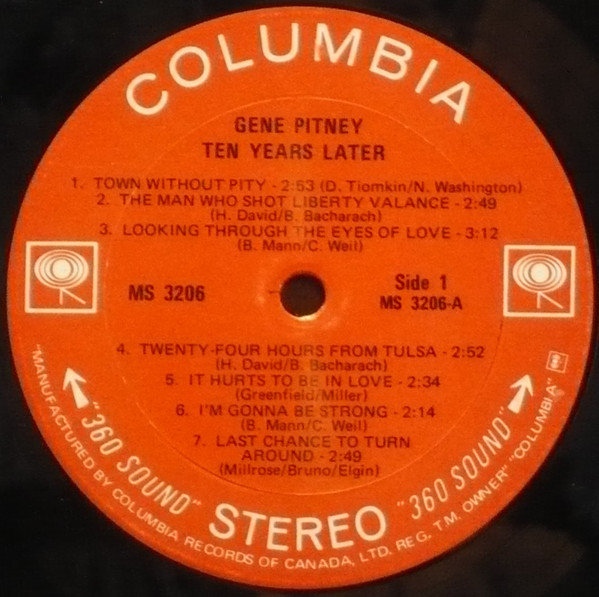 COLUMBIA
GENE PITNEY
TEN YEARS LATER
1. TOWN WITHOUT PITY - 2:53 (D. Tiomkin/N. Washington)
2. THE MAN WHO SHOT LIBERTY VALANCE - 2:49
(H. David/B. Bacharach)
3. LOOKING THROUGH THE EYES OF LOVE - 3:12
(B. Mann/C. Weil)
MS 3206
Side 1
MS 3206-A
4. TWENTY-FOUR HOURS FROM TULSA - 2:52
(H. David/B. Bacharach)
5. IT HURTS TO BE IN LOVE - 2:34
(Greenfield/Miller)
6. I'M GONNA BE STRONG - 2:14
(B. Mann/C. Weil)
7. LAST CHANCE TO TURN
AROUND - 2:49
(Millrose/Bruno/Elgin)
"360 SOUND" STEREO "360 SOUND"
"MANUFACTURED BY COLUMBIA RECORDS OF CANADA, LTD. REG. T.M. OWNER" "COLUMBIA"